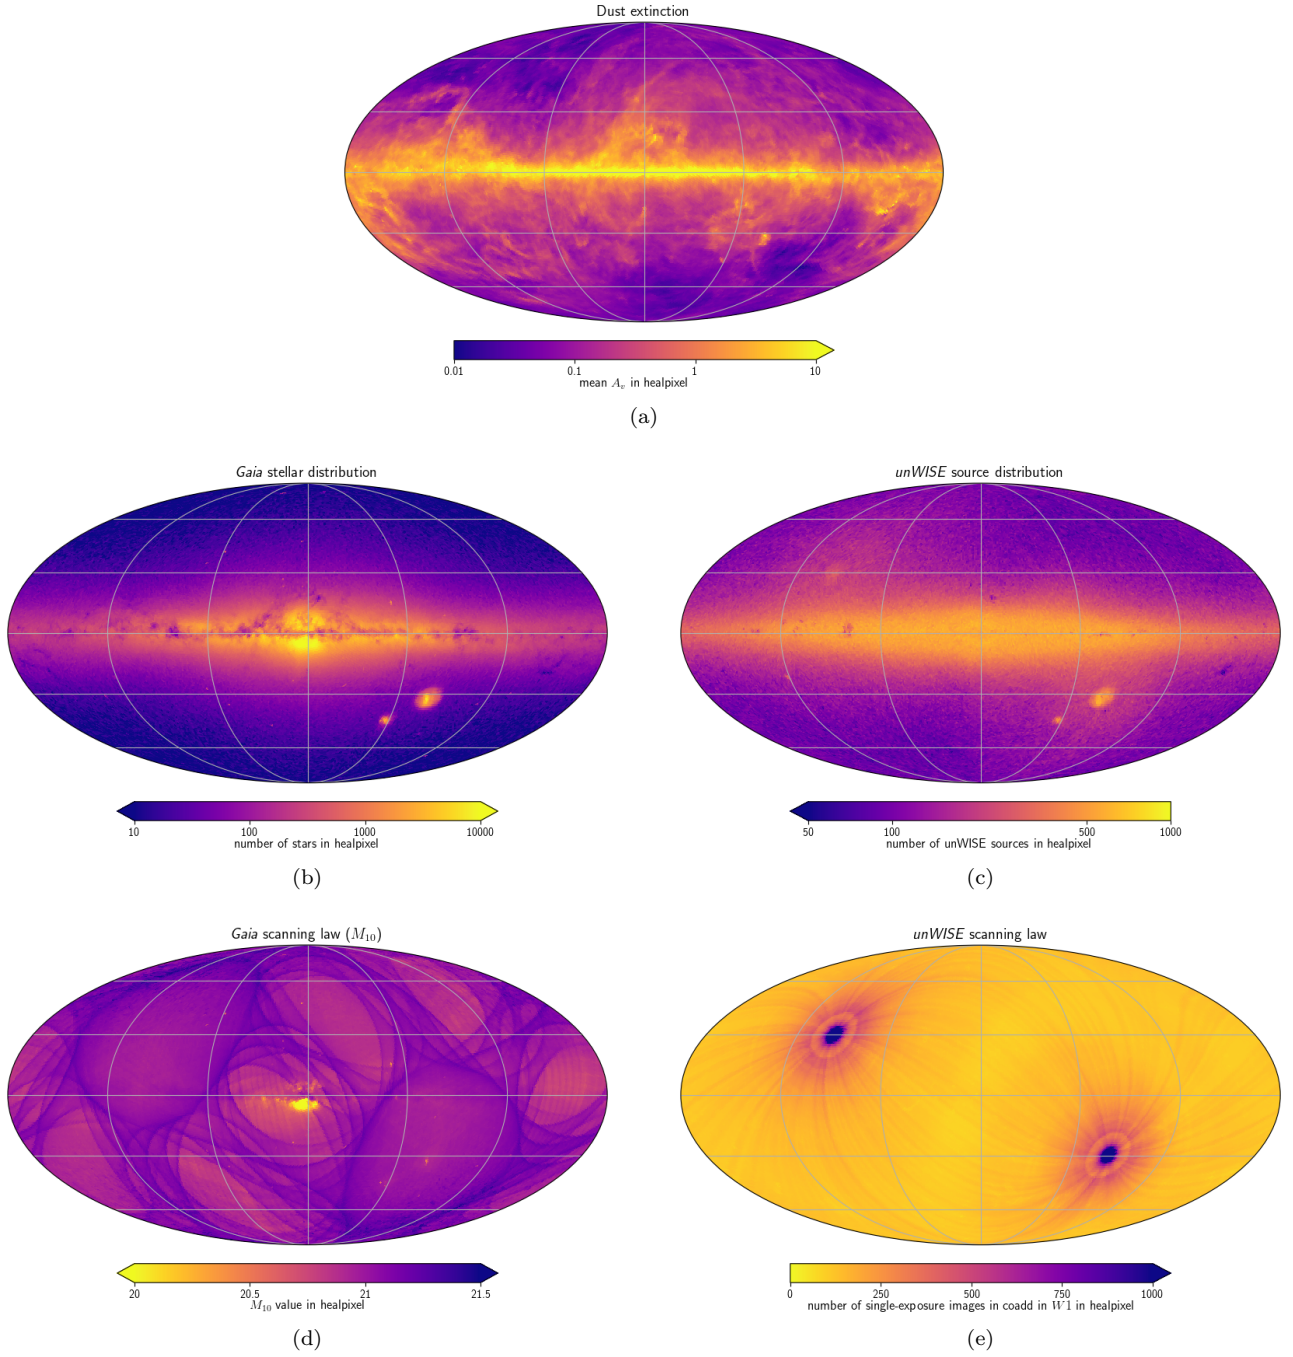 Dust extinction
0.01 0.1 1 10
mean A_v in healpixel
(a)
Gaia stellar distribution
10 100 1000 10000
number of stars in healpixel
(b)
unWISE source distribution
50 100 500 1000
number of unWISE sources in healpixel
(c)
Gaia scanning law (M_10)
20 20.5 21 21.5
M_10 value in healpixel
(d)
unWISE scanning law
0 250 500 750 1000
number of single-exposure images in coadd in W1 in healpixel
(e)